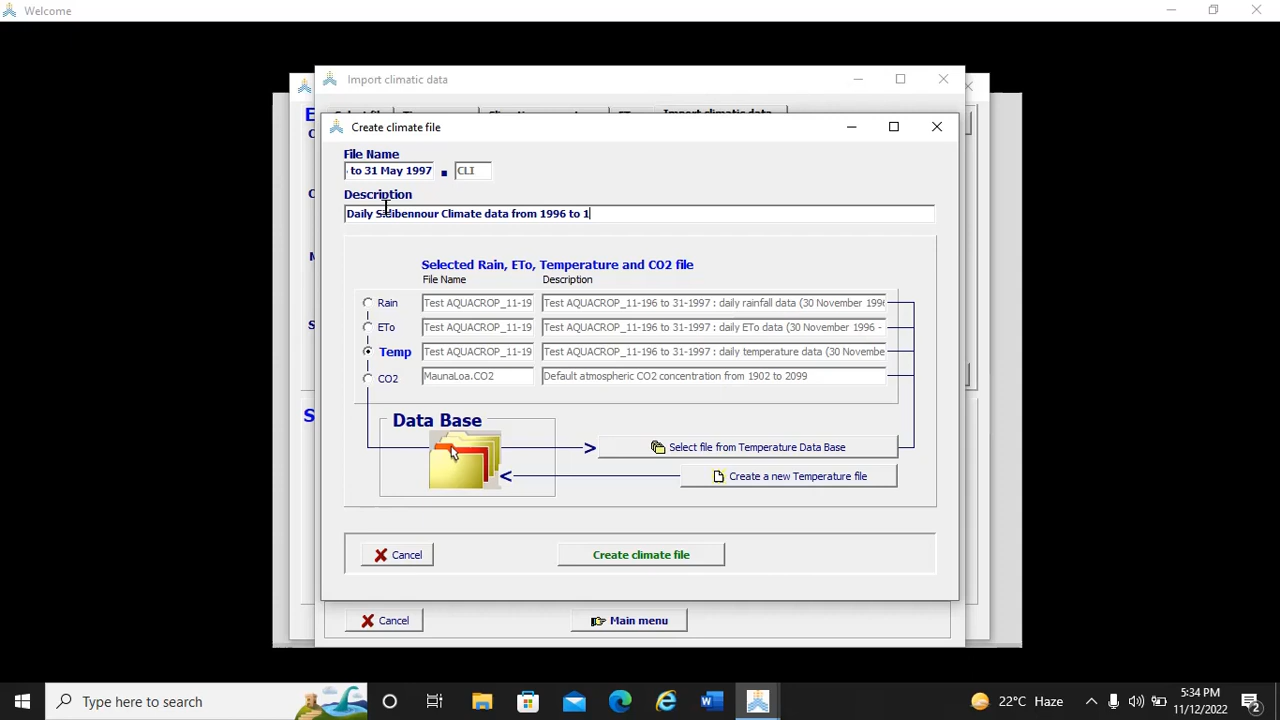 Welcome
Import climatic data
Import climatic data
Create climate file
File Name
to 31 May 1997 . CLI
Description
Daily Sidibennour Climate data from 1996 to 1
Selected Rain, ETo, Temperature and CO2 file
File Name Description
Rain Test AQUACROP_11-19 Test AQUACROP_11-196 to 31-1997 : daily rainfall data (30 November 1996
ETo Test AQUACROP_11-19 Test AQUACROP_11-196 to 31-1997 : daily ETo data (30 November 1996 -
Temp Test AQUACROP_11-19 Test AQUACROP_11-196 to 31-1997 : daily temperature data (30 Novembe
CO2 MaunaLoa.CO2 Default atmospheric CO2 concentration from 1902 to 2099
Data Base
> Select file from Temperature Data Base
< Create a new Temperature file
Cancel Create climate file
Cancel Main menu
Type here to search
22°C Haze
5:34 PM
11/12/2022
2